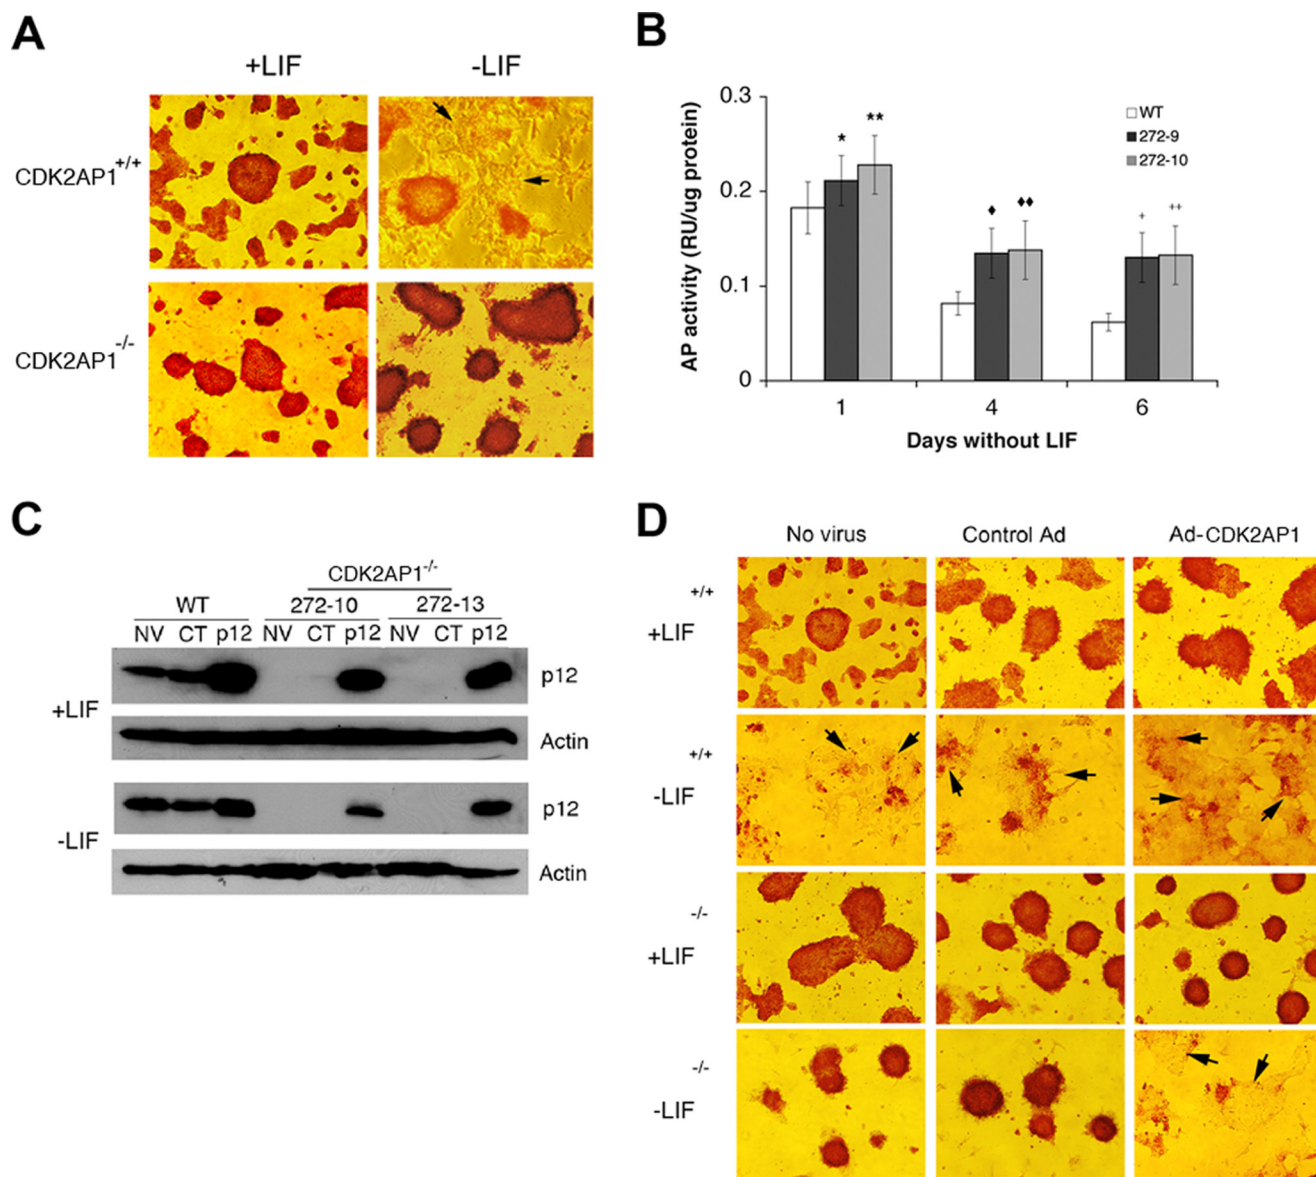 A
+LIF
-LIF
CDK2AP1+/+
CDK2AP1-/-
B
AP activity (RU/ug protein)
0.3
0.2
0.1
0
* **
♦ ♦♦
+ ++
WT
272-9
272-10
1 4 6
Days without LIF
C
CDK2AP1-/-
WT 272-10 272-13
NV CT p12 NV CT p12 NV CT p12
+LIF
p12
Actin
-LIF
p12
Actin
D
No virus Control Ad Ad-CDK2AP1
+/+
+LIF
+/+
-LIF
-/-
+LIF
-/-
-LIF